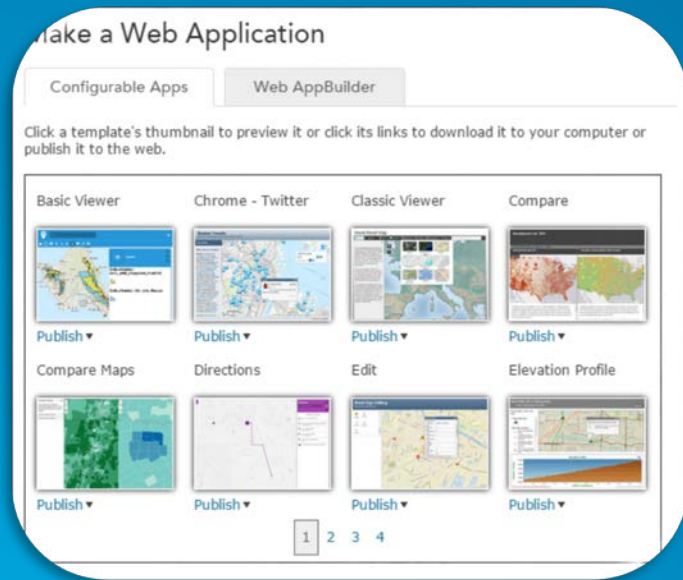 Make a Web Application
Configurable Apps
Web AppBuilder
Click a template's thumbnail to preview it or click its links to download it to your computer or
publish it to the web.
Basic Viewer
Chrome - Twitter
Classic Viewer
Compare
Publish
Publish
Publish
Publish
Compare Maps
Directions
Edit
Elevation Profile
Publish
Publish
Publish
Publish
1 2 3 4